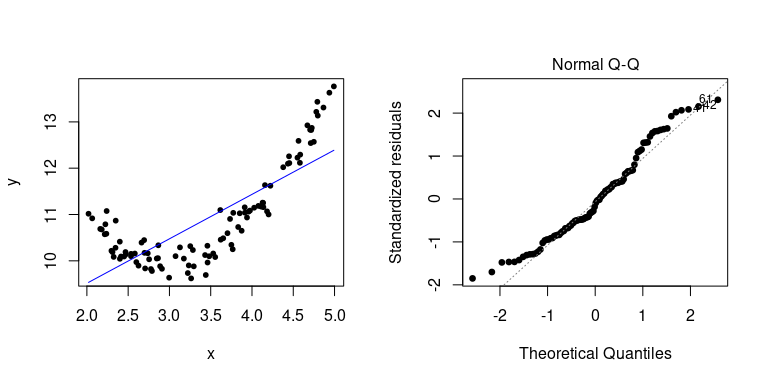 Normal Q-Q
y
10 11 12 13
2.0 2.5 3.0 3.5 4.0 4.5 5.0
x
Standardized residuals
-2 -1 0 1 2
61
42
-2 -1 0 1 2
Theoretical Quantiles